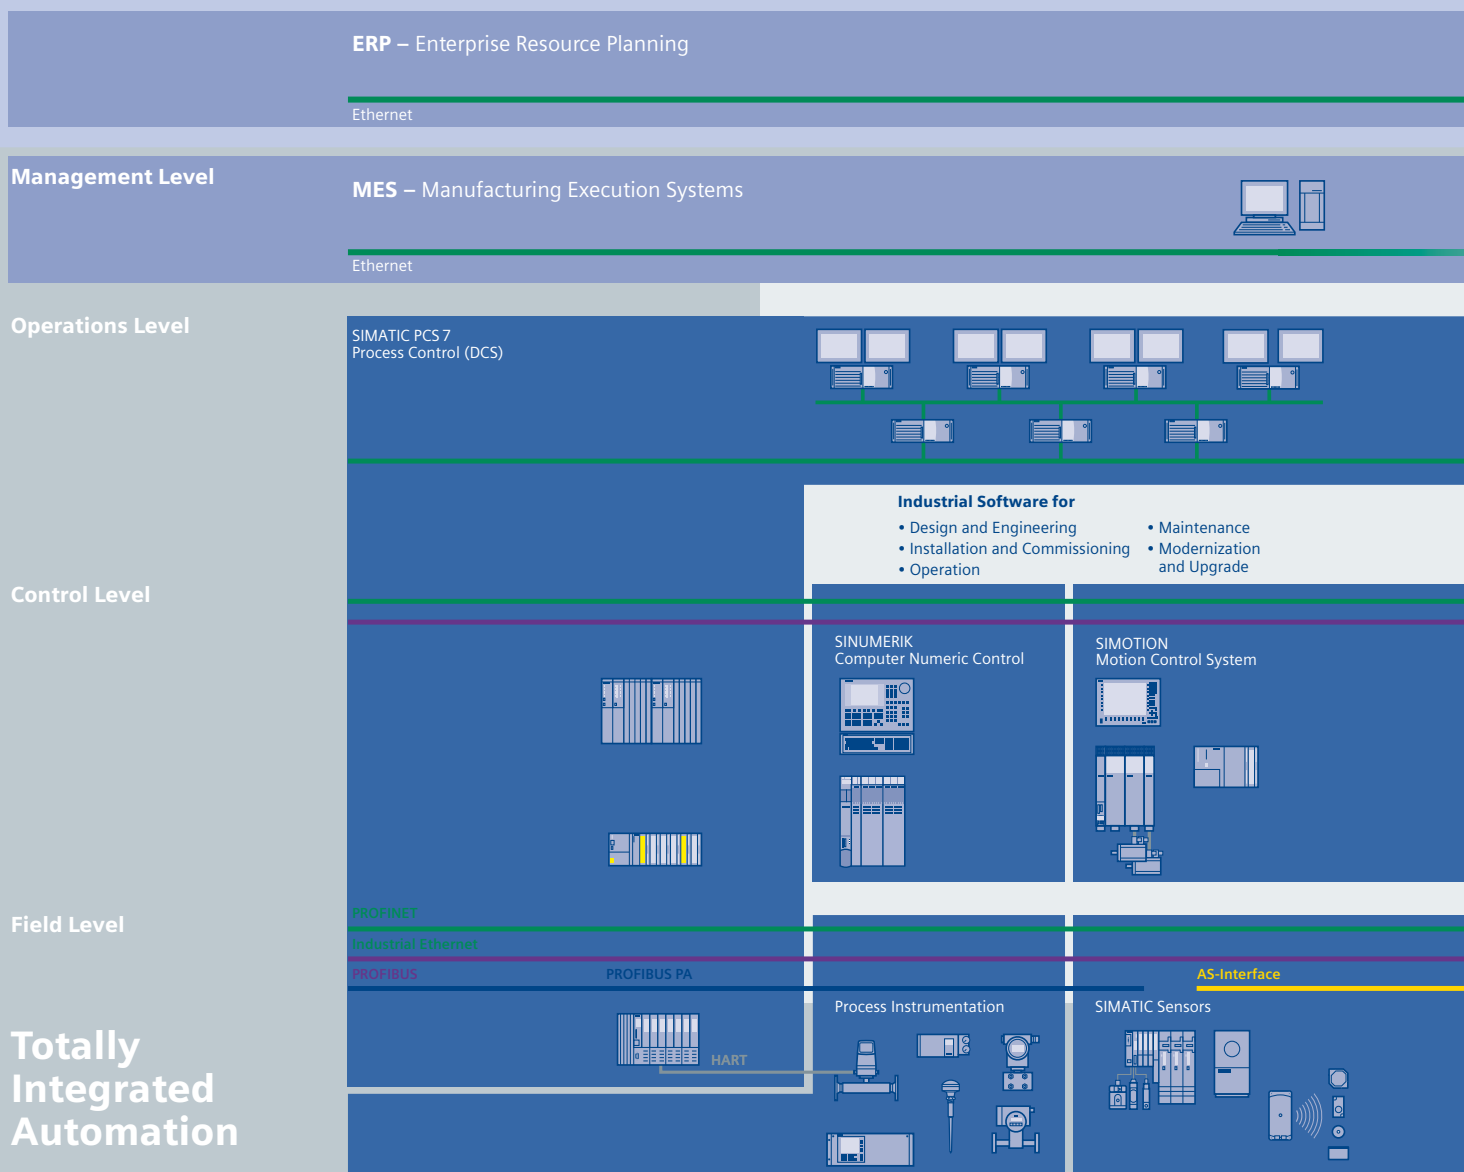 ERP – Enterprise Resource Planning
Ethernet
Management Level
MES – Manufacturing Execution Systems
Ethernet
Operations Level
SIMATIC PCS 7
Process Control (DCS)
Industrial Software for
• Design and Engineering
• Installation and Commissioning
• Operation
• Maintenance
• Modernization
and Upgrade
Control Level
SINUMERIK
Computer Numeric Control
SIMOTION
Motion Control System
Field Level
PROFINET
Industrial Ethernet
PROFIBUS
PROFIBUS PA
AS-Interface
Process Instrumentation
SIMATIC Sensors
HART
Totally
Integrated
Automation